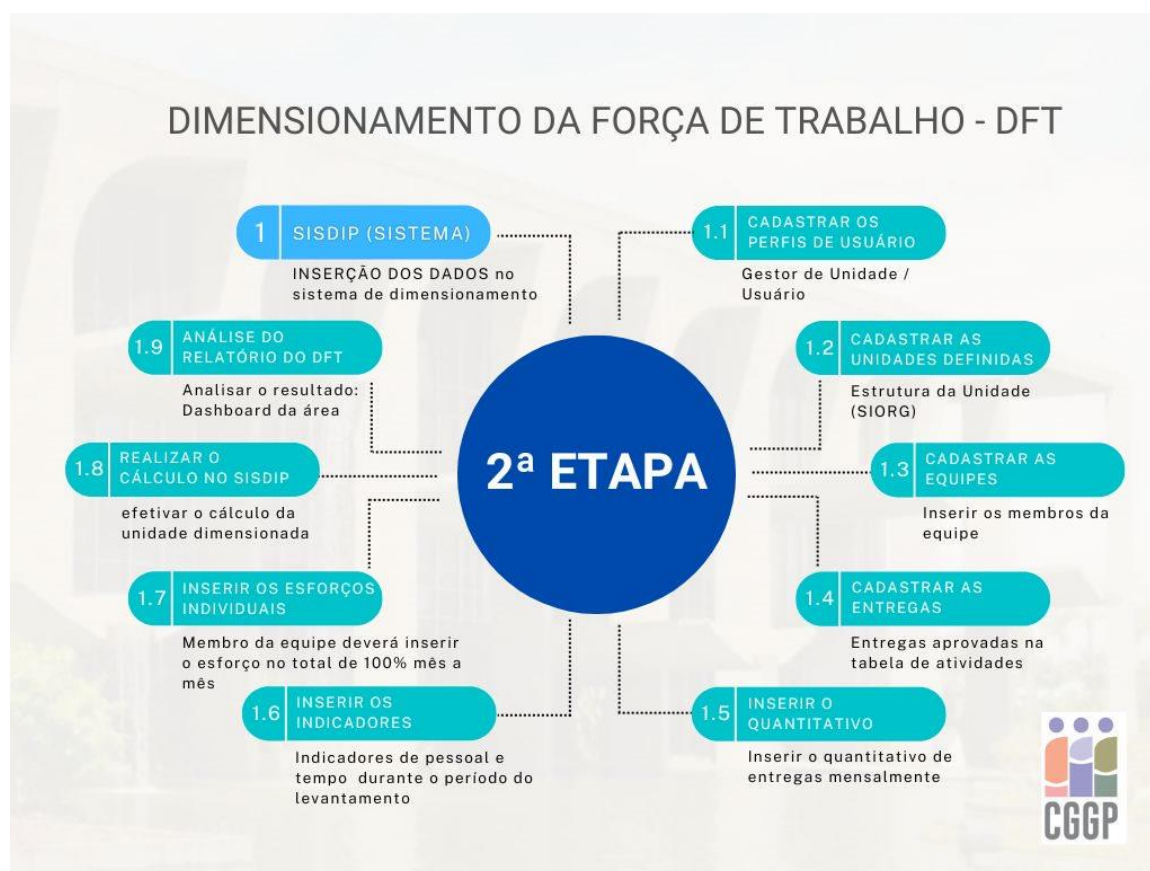 DIMENSIONAMENTO DA FORÇA DE TRABALHO - DFT
1 SISDIP (SISTEMA)
INSERÇÃO DOS DADOS no
sistema de dimensionamento
1.1 CADASTRAR OS
PERFIS DE USUÁRIO
Gestor de Unidade /
Usuário
1.2 CADASTRAR AS
UNIDADES DEFINIDAS
Estrutura da Unidade
(SIORG)
1.3 CADASTRAR AS
EQUIPES
Inserir os membros da
equipe
1.4 CADASTRAR AS
ENTREGAS
Entregas aprovadas na
tabela de atividades
1.5 INSERIR O
QUANTITATIVO
Inserir o quantitativo de
entregas mensalmente
1.6 INSERIR OS
INDICADORES
Indicadores de pessoal e
tempo durante o período do
levantamento
1.7 INSERIR OS ESFORÇOS
INDIVIDUAIS
Membro da equipe deverá inserir
o esforço no total de 100% mês a
mês
1.8 REALIZAR O
CÁLCULO NO SISDIP
efetivar o cálculo da
unidade dimensionada
1.9 ANÁLISE DO
RELATÓRIO DO DFT
Analisar o resultado:
Dashboard da área
2ª ETAPA
CGGP